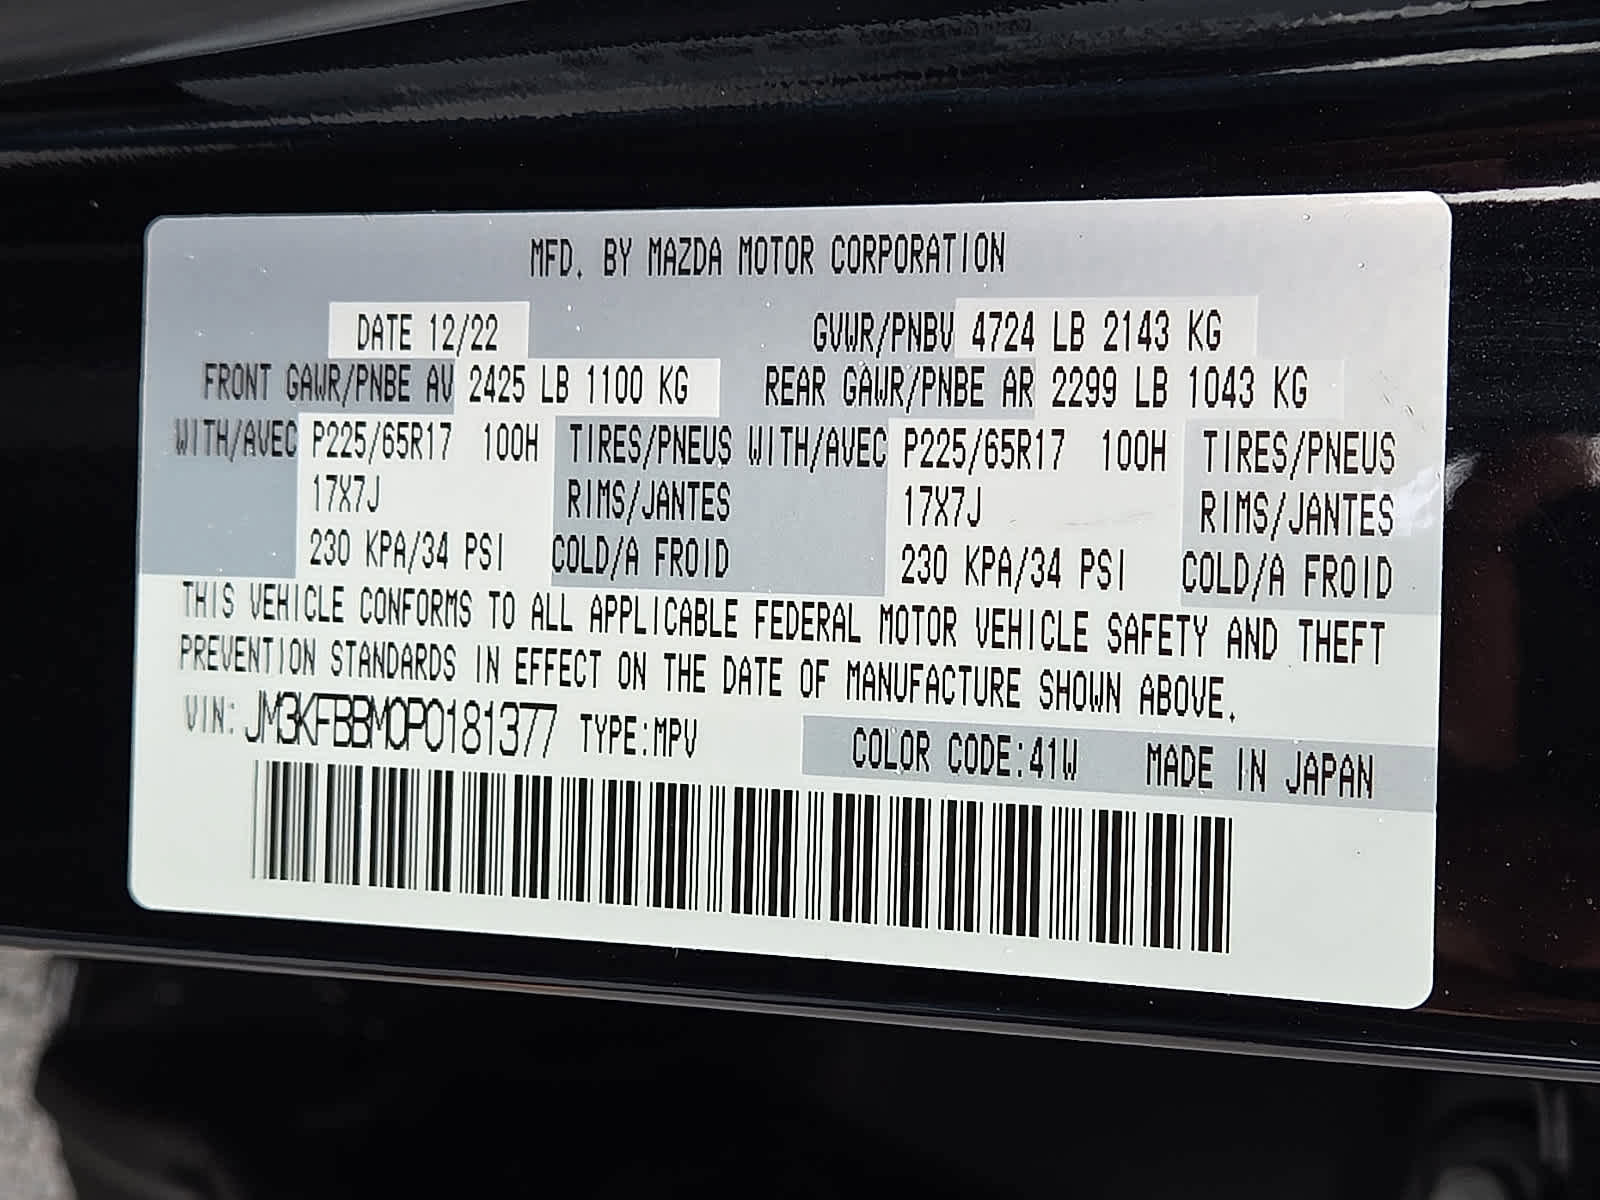 MFD. BY MAZDA MOTOR CORPORATION
DATE 12/22 GVWR/PNBV 4724 LB 2143 KG
FRONT GAWR/PNBE AV 2425 LB 1100 KG REAR GAWR/PNBE AR 2299 LB 1043 KG
WITH/AVEC P225/65R17 100H TIRES/PNEUS WITH/AVEC P225/65R17 100H TIRES/PNEUS
17X7J RIMS/JANTES 17X7J RIMS/JANTES
230 KPA/34 PSI COLD/A FROID 230 KPA/34 PSI COLD/A FROID
THIS VEHICLE CONFORMS TO ALL APPLICABLE FEDERAL MOTOR VEHICLE SAFETY AND THEFT
PREVENTION STANDARDS IN EFFECT ON THE DATE OF MANUFACTURE SHOWN ABOVE.
VIN: JM3KFBBM0P0181377 TYPE:MPV COLOR CODE:41W MADE IN JAPAN